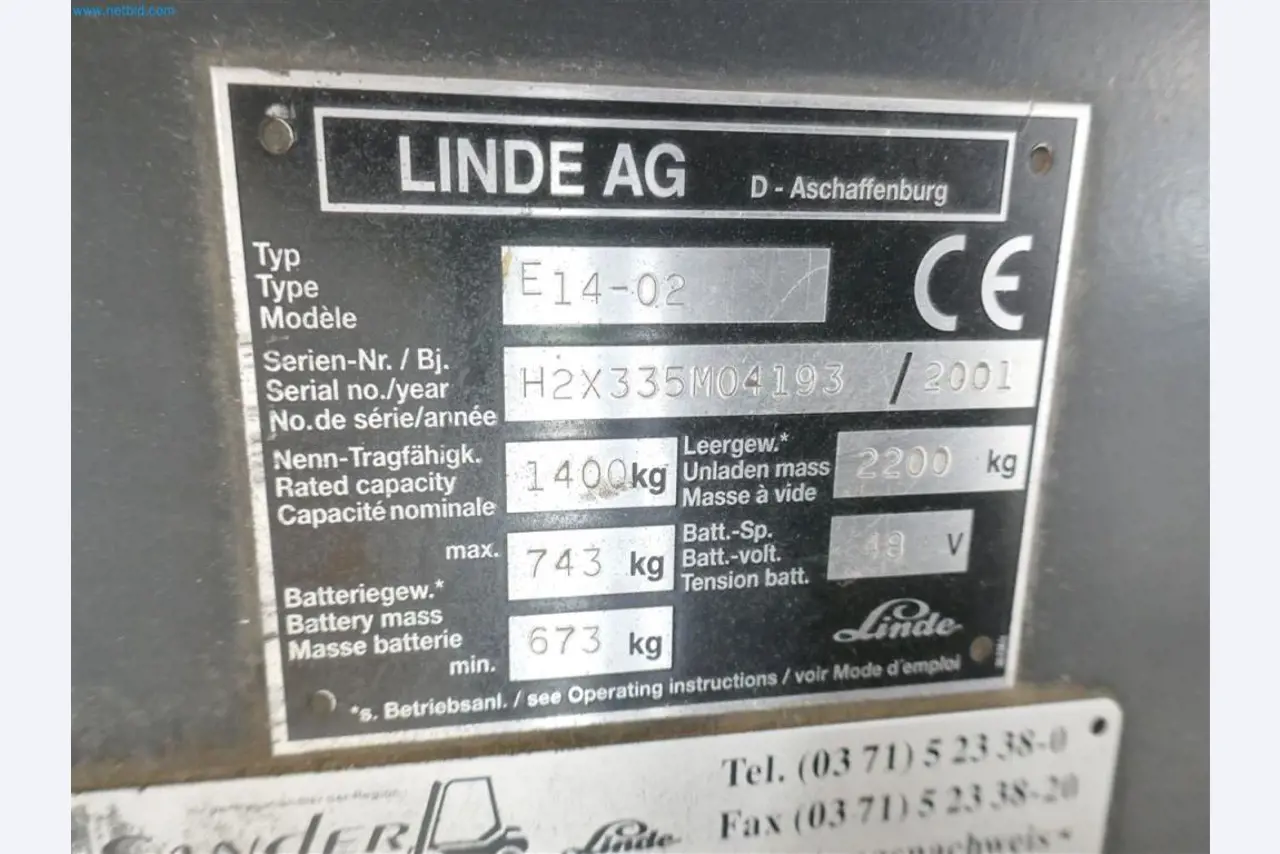 www.netbid.com
LINDE AG D - Aschaffenburg
Typ
Type
Modèle
E14-02
CE
Serien-Nr. / Bj.
Serial no./year
No.de série/année
H2X335M04193 / 2001
Nenn-Tragfähigk.
Rated capacity
Capacité nominale
1400 kg
Leergew.*
Unladen mass
Masse à vide
2200 kg
max.
743 kg
Batt.-Sp.
Batt.-volt.
Tension batt.
48 V
Batteriegew.*
Battery mass
Masse batterie
min.
673 kg
Linde
*s. Betriebsanl. / see Operating instructions / voir Mode d'emploi
Tel. (03 71) 5 23 38-0
Fax (03 71) 5 23 38-20
SANDER Linde